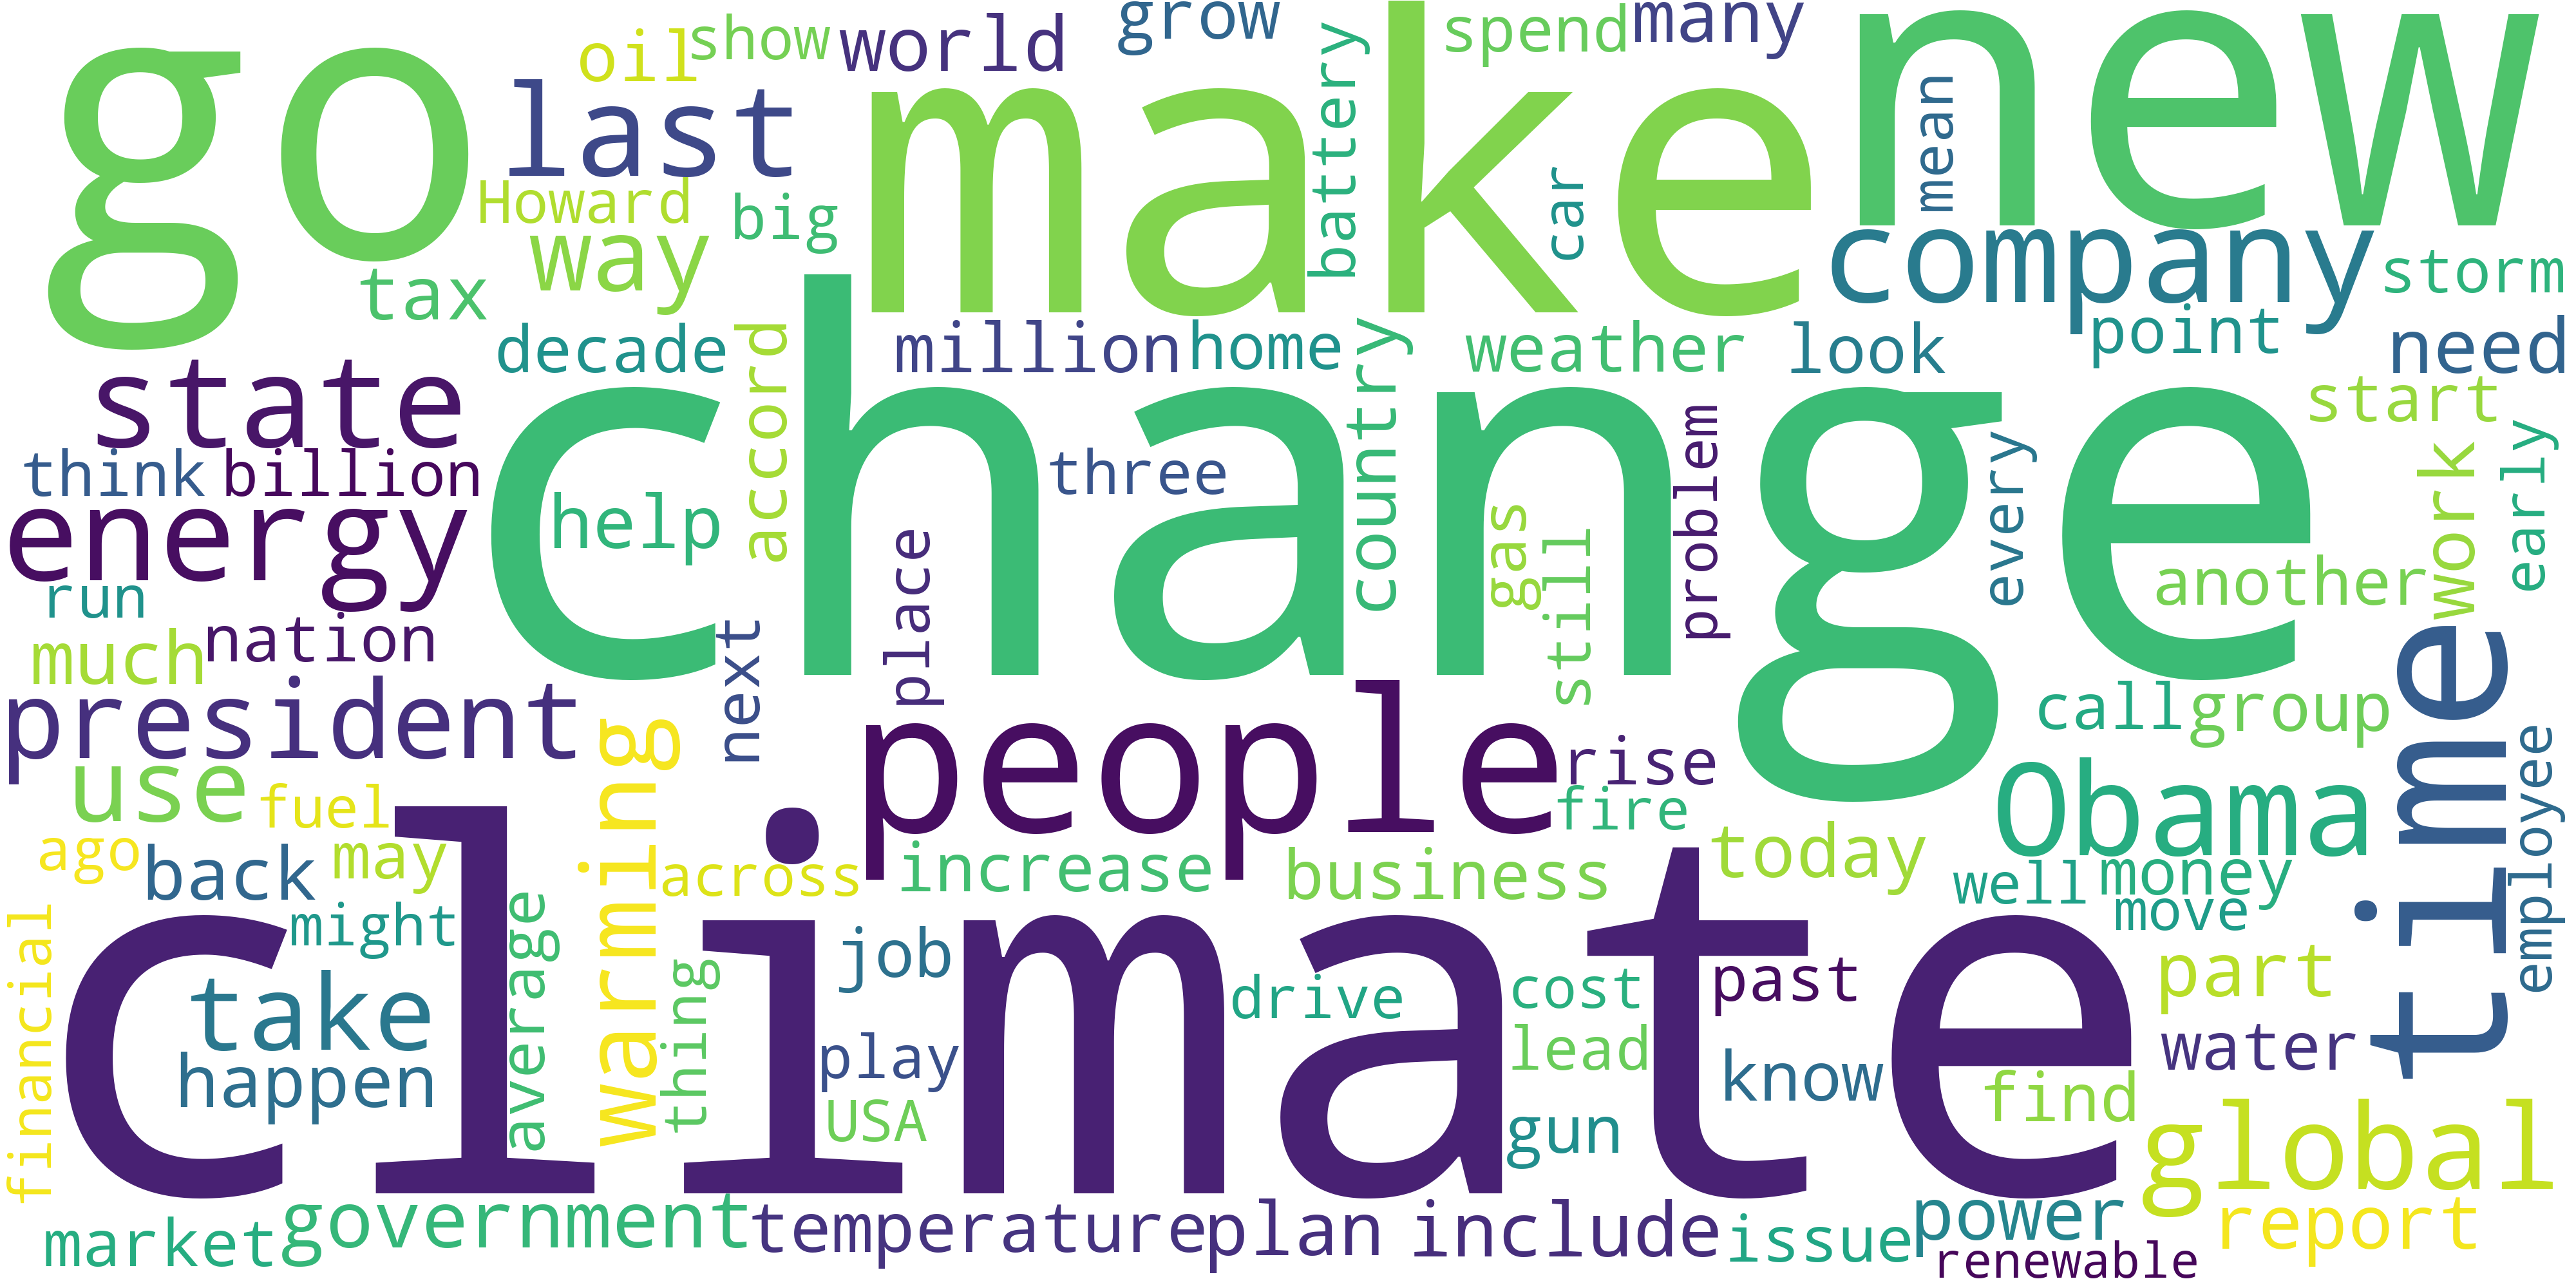 go
make
new
oil
show
world
grow
spend
many
last
battery
mean
Howard
big
car
way
company
tax
storm
decade
accord
million
home
country
weather
look
point
need
state
change
start
think
billion
three
problem
every
work
early
energy
help
place
gas
still
another
run
much
nation
next
president
people
time
call
group
use
fuel
warming
rise
fire
Obama
employee
ago
back
may
across
increase
business
today
well
money
move
climate
might
financial
take
average
thing
job
drive
cost
past
part
happen
play
lead
know
water
USA
gun
find
global
market
government
temperature
plan
include
issue
power
report
renewable